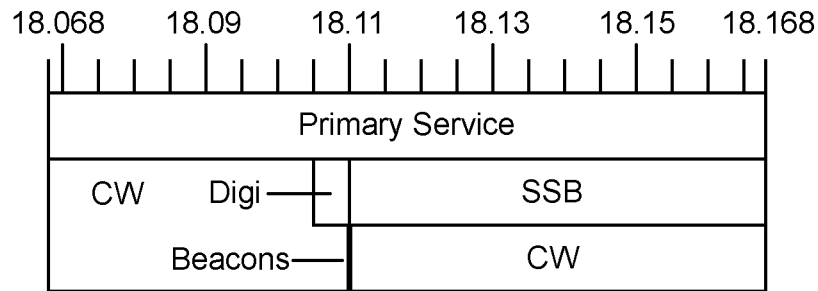 18.068 18.09 18.11 18.13 18.15 18.168
Primary Service
CW Digi SSB
Beacons CW